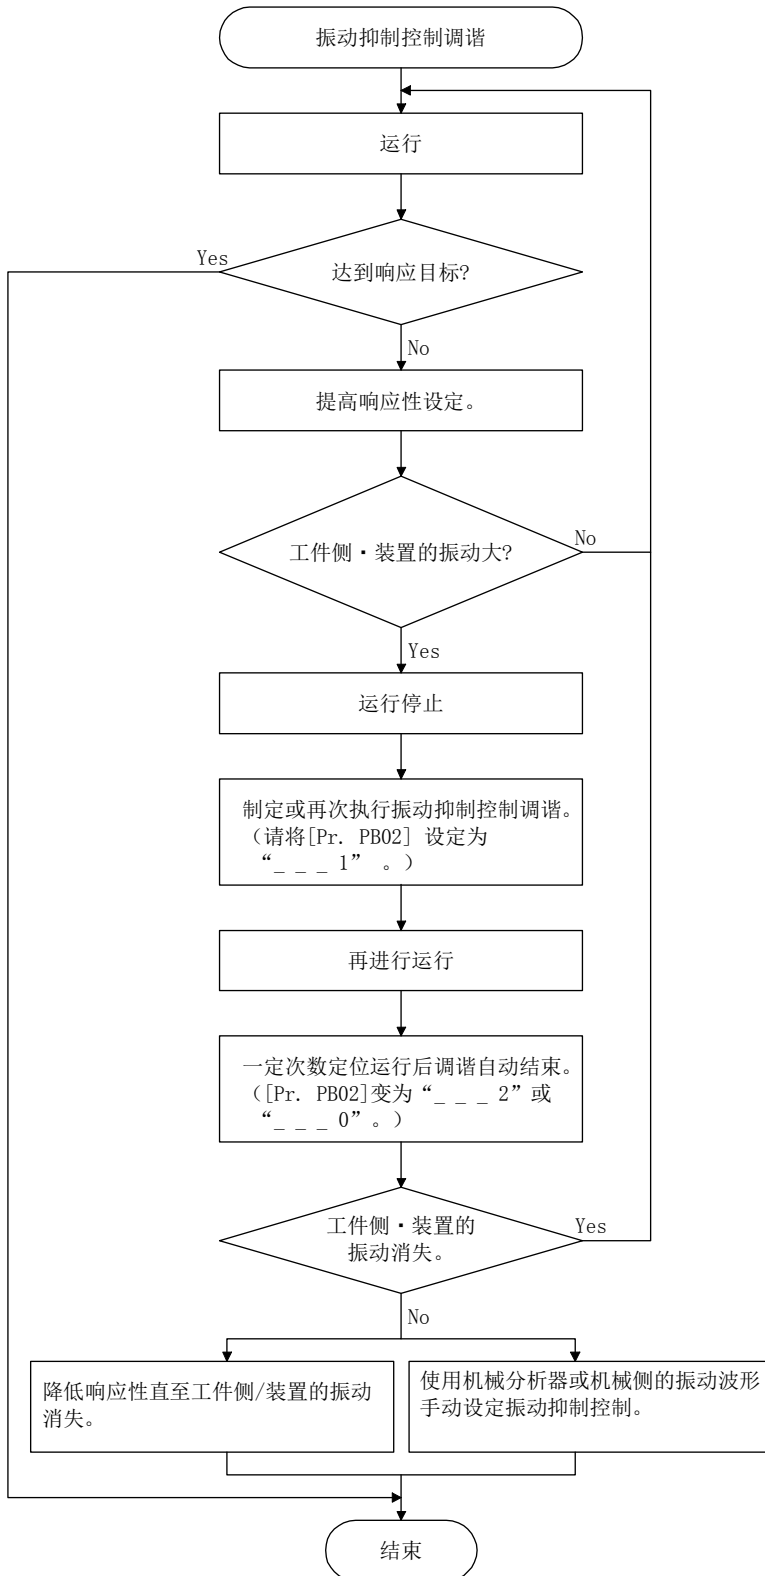 振动抑制控制调谐
运行
Yes
达到响应目标?
No
提高响应性设定。
工件侧·装置的振动大?
No
Yes
运行停止
制定或再次执行振动抑制控制调谐。
（请将[Pr. PB02] 设定为
“_ _ _ 1” 。）
再进行运行
一定次数定位运行后调谐自动结束。
（[Pr. PB02]变为“_ _ _ 2”或
“_ _ _ 0”。）
工件侧·装置的
振动消失。
Yes
No
降低响应性直至工件侧/装置的振动
消失。
使用机械分析器或机械侧的振动波形
手动设定振动抑制控制。
结束